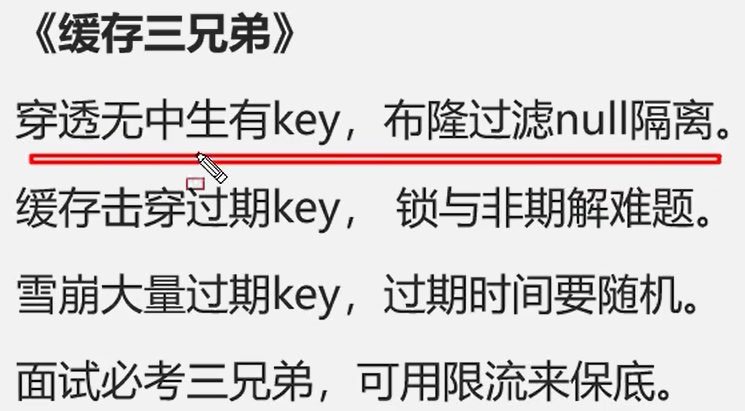 《缓存三兄弟》
穿透无中生有key，布隆过滤null隔离。
缓存击穿过期key， 锁与非期解难题。
雪崩大量过期key，过期时间要随机。
面试必考三兄弟，可用限流来保底。